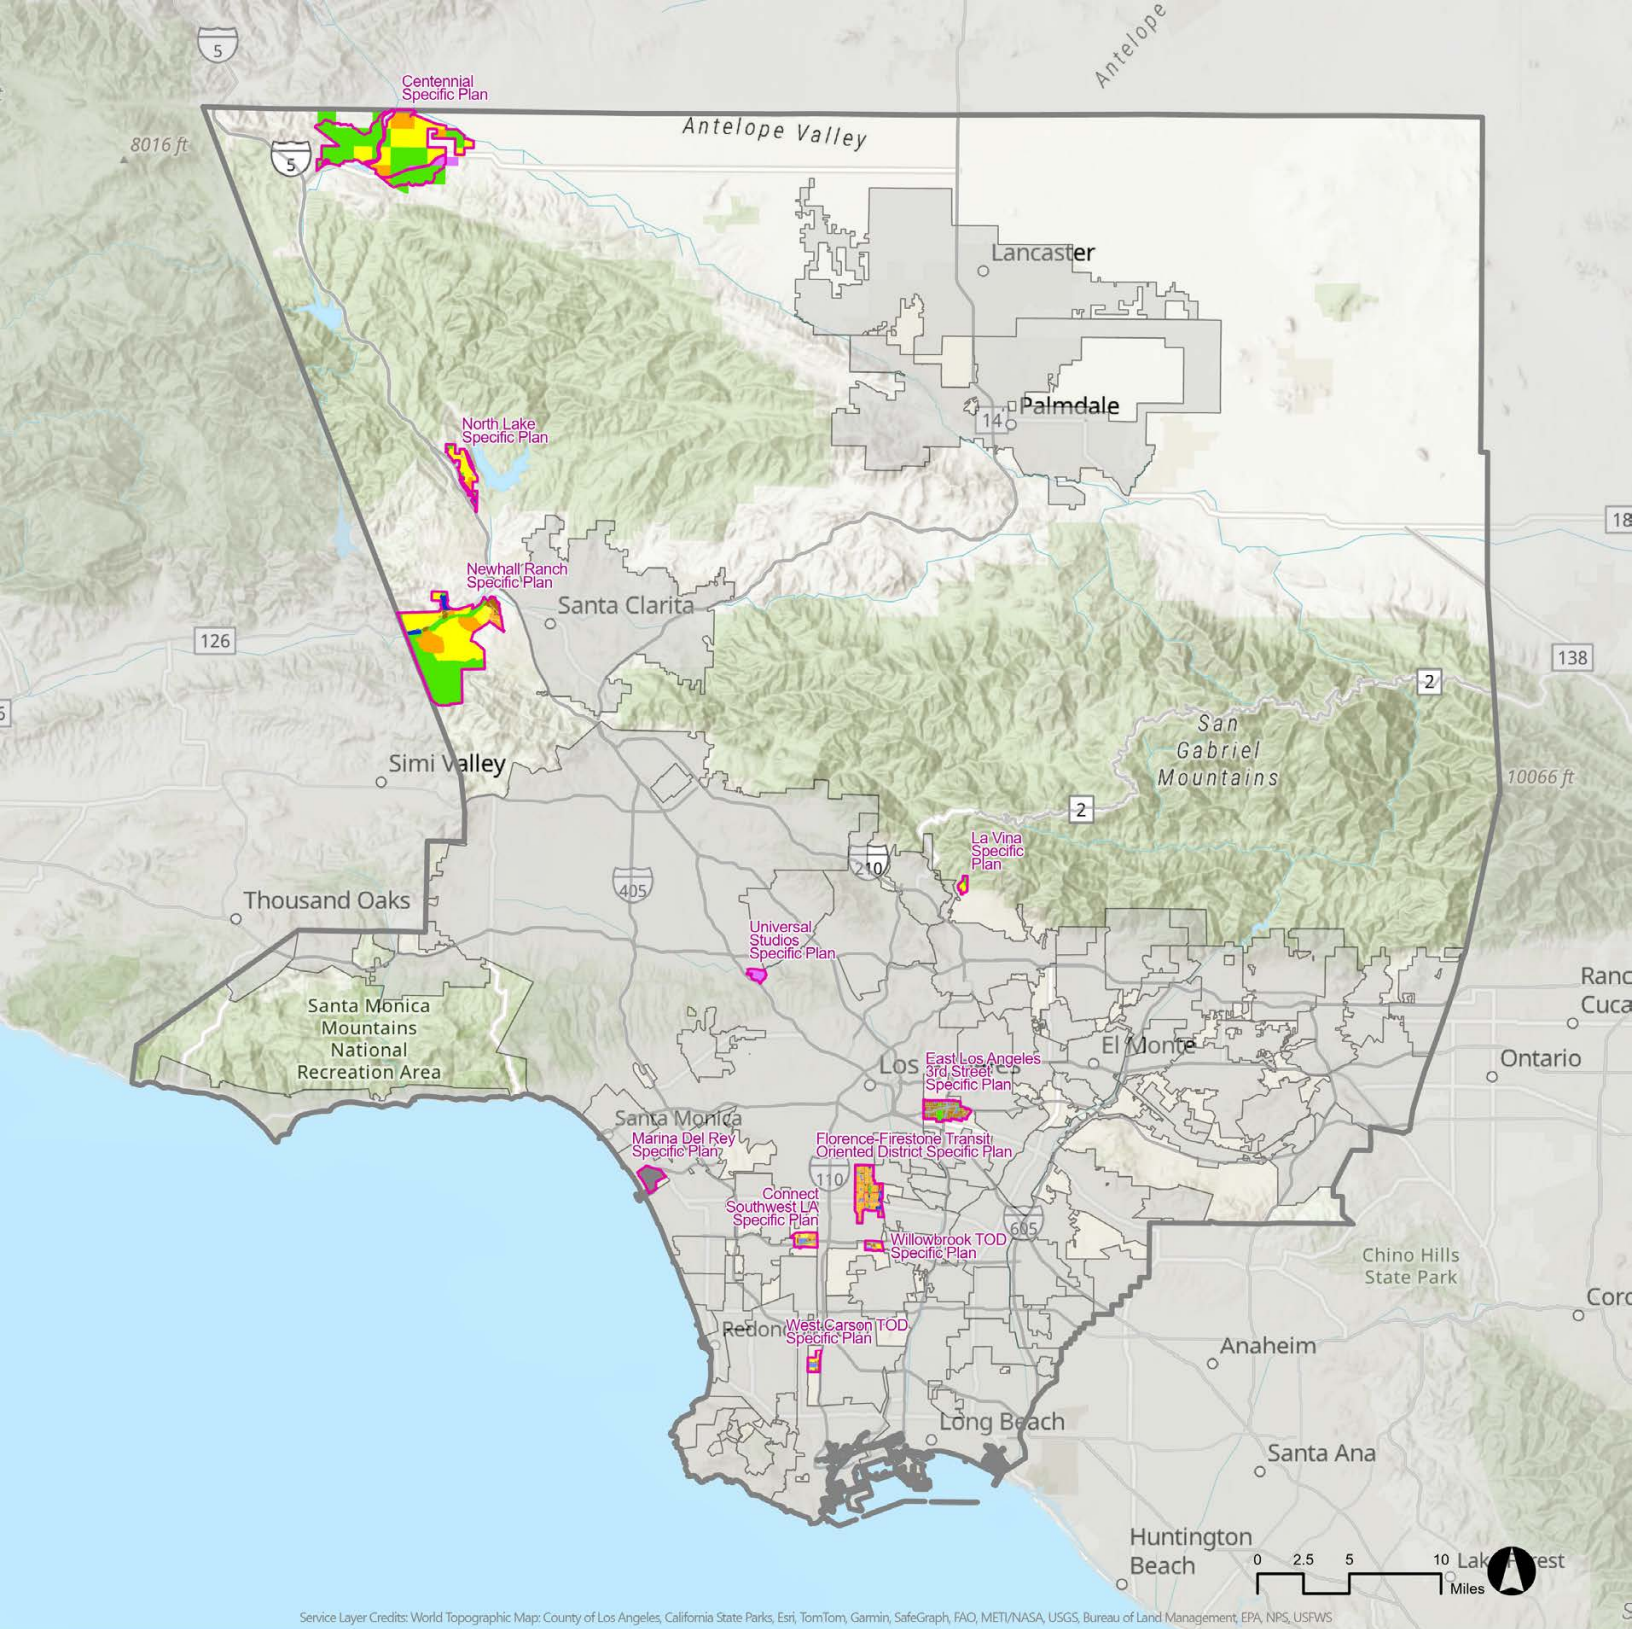 5
Antelope
Centennial
Specific Plan
Antelope Valley
8016 ft
5
Lancaster
Palmdale
14
North Lake
Specific Plan
18
Newhall Ranch
Specific Plan
Santa Clarita
126
138
2
San
Gabriel
Mountains
Simi Valley
10066 ft
2
La Vina
Specific
Plan
210
405
Thousand Oaks
Universal
Studios
Specific Plan
Ranc
Cuca
Santa Monica
Mountains
National
Recreation Area
El Monte
Ontario
Los
les
East Los Angeles
3rd Street
Specific Plan
Santa Monica
Marina Del Rey
Specific Plan
Florence-Firestone Transit
Oriented District Specific Plan
110
Connect
Southwest LA
Specific Plan
605
Willowbrook TOD
Specific Plan
Chino Hills
State Park
Coro
Redon
West Carson TOD
Specific Plan
Anaheim
Long Beach
Santa Ana
Huntington
Beach
0 2.5 5 10
Miles
Lak
rest
Service Layer Credits: World Topographic Map: County of Los Angeles, California State Parks, Esri, TomTom, Garmin, SafeGraph, FAO, METI/NASA, USGS, Bureau of Land Management, EPA, NPS, USFWS